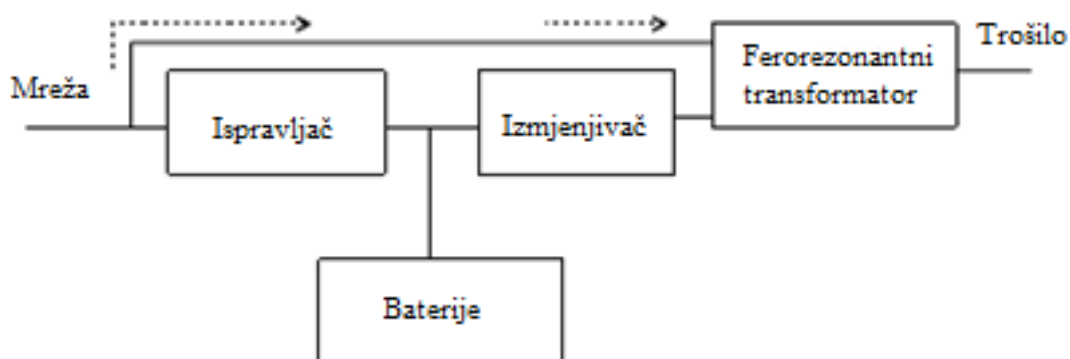 Trošilo
Ferorezonantni
transformator
Mreža
Ispravljač
Izmjenjivač
Baterije